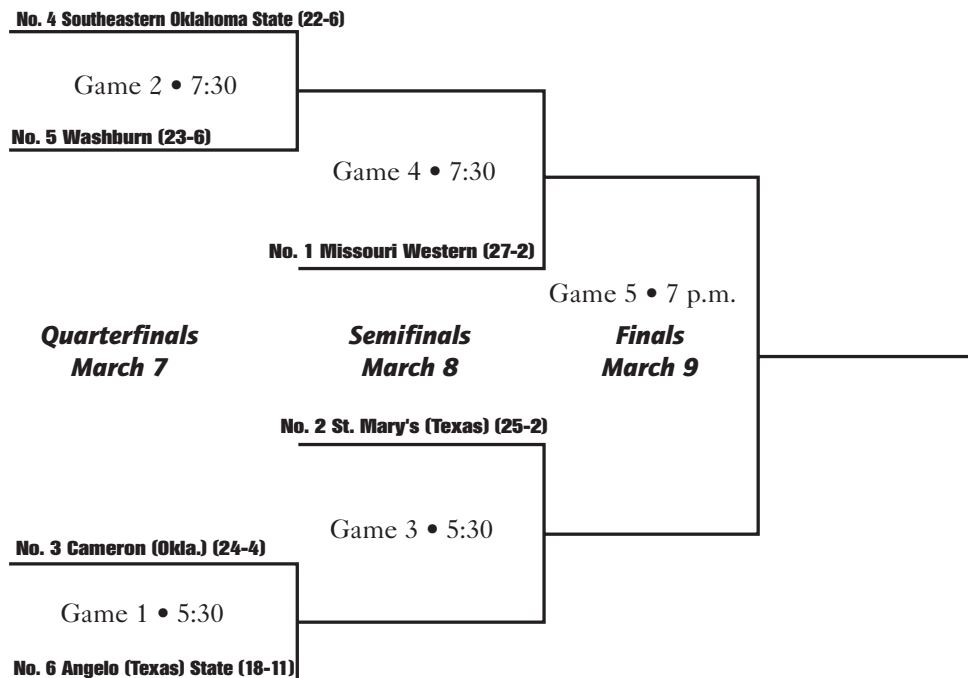 No. 4 Southeastern Oklahoma State (22-6)
Game 2 • 7:30
No. 5 Washburn (23-6)
Game 4 • 7:30
No. 1 Missouri Western (27-2)
Game 5 • 7 p.m.
Quarterfinals
March 7
Semifinals
March 8
Finals
March 9
No. 2 St. Mary's (Texas) (25-2)
Game 3 • 5:30
No. 3 Cameron (Okla.) (24-4)
Game 1 • 5:30
No. 6 Angelo (Texas) State (18-11)